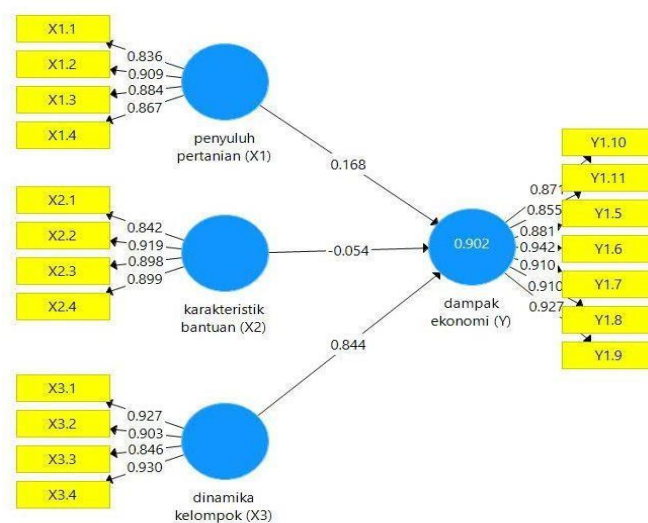 X1.1
X1.2
X1.3
X1.4
0.836
0.909
0.884
0.867
penyuluh
pertanian (X1)
0.168
X2.1
X2.2
X2.3
X2.4
0.842
0.919
0.898
0.899
karakteristik
bantuan (X2)
-0.054
X3.1
X3.2
X3.3
X3.4
0.927
0.903
0.846
0.930
dinamika
kelompok (X3)
0.844
0.902
dampak
ekonomi (Y)
0.871
0.855
0.881
0.942
0.910
0.910
0.927
Y1.10
Y1.11
Y1.5
Y1.6
Y1.7
Y1.8
Y1.9